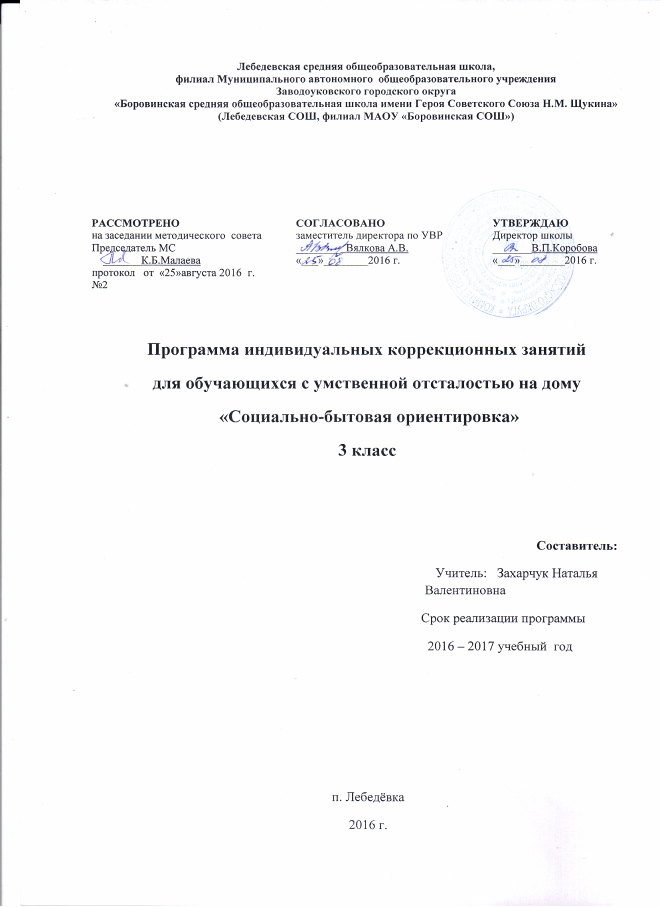 Лебедевская средняя общеобразовательная школа,
филиал Муниципального автономного общеобразовательного учреждения
Заводоуковского городского округа
«Боровинская средняя общеобразовательная школа имени Героя Советского Союза Н.М. Щукина»
(Лебедевская СОШ, филиал МАОУ «Боровинская СОШ»)
РАССМОТРЕНО
на заседании методического совета
Председатель МС
К.Б.Малаева
протокол от «25»августа 2016 г.
№2
СОГЛАСОВАНО
заместитель директора по УВР
Вялкова А.В.
«25» 08 2016 г.
УТВЕРЖДАЮ
Директор школы
В.П.Коробова
«25» 08 2016 г.
Программа индивидуальных коррекционных занятий
для обучающихся с умственной отсталостью на дому
«Социально-бытовая ориентировка»
3 класс
Составитель:
Учитель: Захарчук Наталья
Валентиновна
Срок реализации программы
2016 – 2017 учебный год
п. Лебедёвка
2016 г.